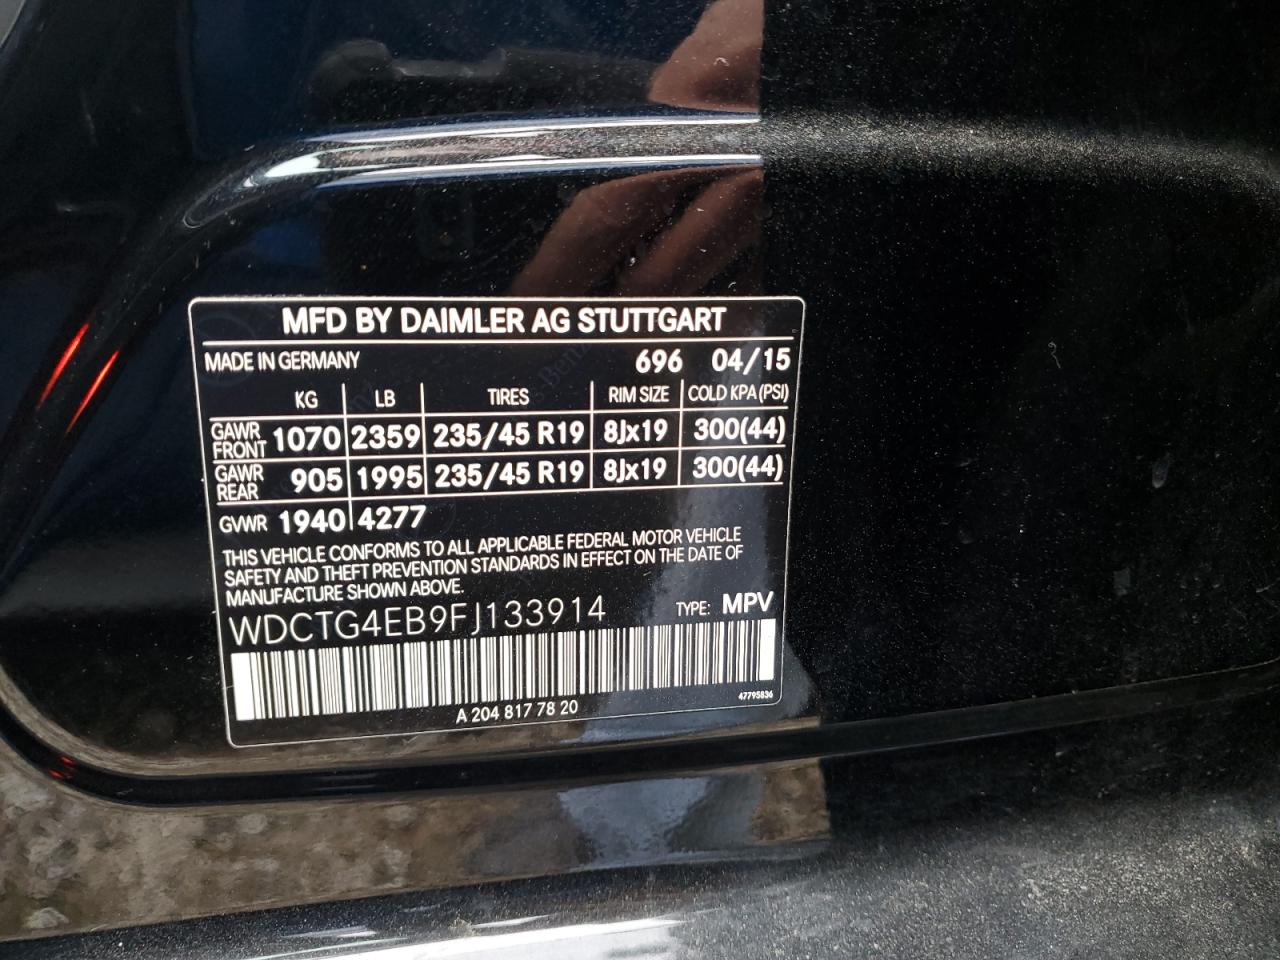 MFD BY DAIMLER AG STUTTGART
MADE IN GERMANY 696 04/15
KG LB TIRES RIM SIZE COLD KPA (PSI)
GAWR FRONT 1070 2359 235/45 R19 8Jx19 300(44)
GAWR REAR 905 1995 235/45 R19 8Jx19 300(44)
GVWR 1940 4277
THIS VEHICLE CONFORMS TO ALL APPLICABLE FEDERAL MOTOR VEHICLE
SAFETY AND THEFT PREVENTION STANDARDS IN EFFECT ON THE DATE OF
MANUFACTURE SHOWN ABOVE.
WDCTG4EB9FJ133914 TYPE: MPV
47795836
A 204 817 78 20